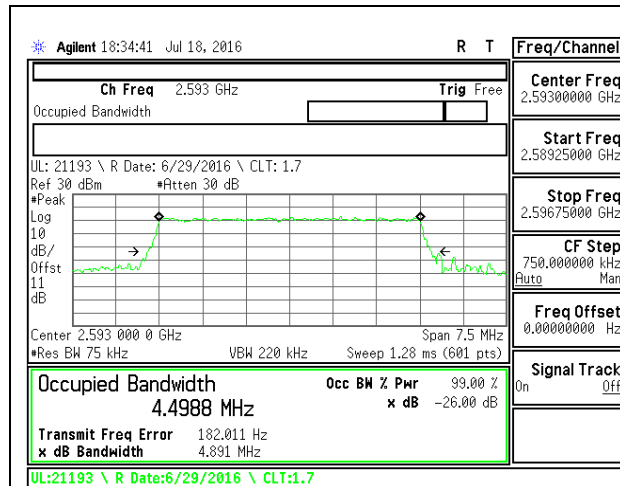 Agilent 18:34:41 Jul 18, 2016 R T
Ch Freq 2.593 GHz Trig Free
Occupied Bandwidth
UL: 21193 \ R Date: 6/29/2016 \ CLT: 1.7
Ref 30 dBm #Atten 30 dB
#Peak
Log
10
dB/
Offst
11
dB
Center 2.593 000 0 GHz Span 7.5 MHz
#Res BW 75 kHz VBW 220 kHz Sweep 1.28 ms (601 pts)
Occupied Bandwidth Occ BW % Pwr 99.00 %
4.4988 MHz x dB -26.00 dB
Transmit Freq Error 182.011 Hz
x dB Bandwidth 4.891 MHz
UL:21193 \ R Date:6/29/2016 \ CLT:1.7
Freq/Channel
Center Freq
2.59300000 GHz
Start Freq
2.58925000 GHz
Stop Freq
2.59675000 GHz
CF Step
750.000000 kHz
Auto Man
Freq Offset
0.00000000 Hz
Signal Track
On Off